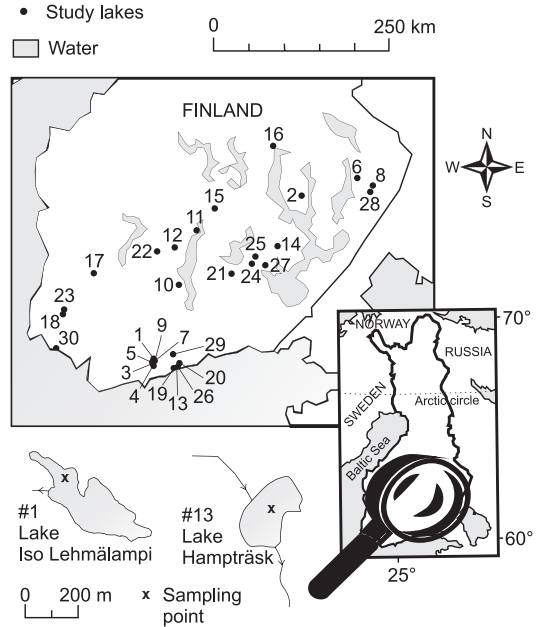 Study lakes
Water
0 250 km
FINLAND
16
6
8
2
28
15
11
12
22
25
14
17
21
24
27
10
23
18
30
1
9
7
5
29
3
4
19
13
26
20
N
W E
S
NORWAY
70°
RUSSIA
SWEDEN
Arctic circle
Baltic Sea
60°
25°
#1
Lake
Iso Lehmälampi
#13
Lake
Hampträsk
x
x
0 200 m
x Sampling
point